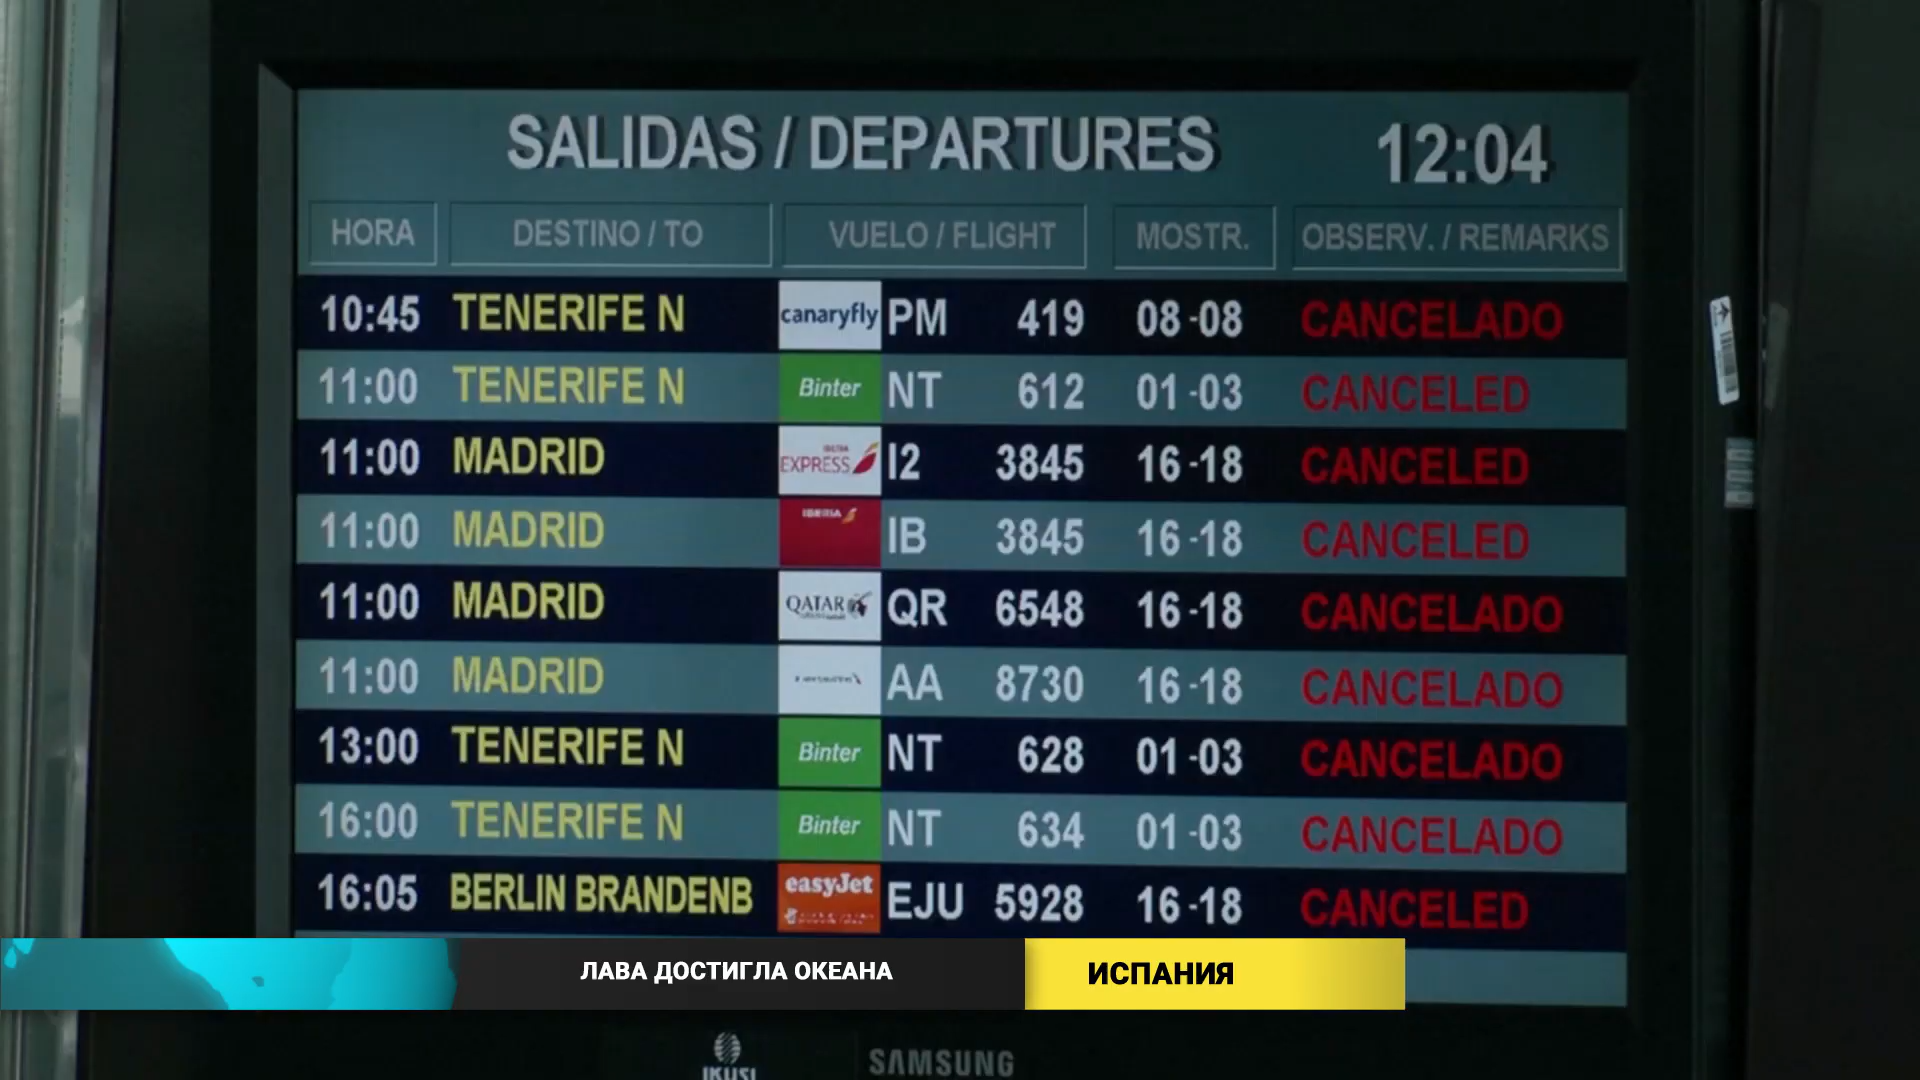 SALIDAS / DEPARTURES 12:04
HORA DESTINO / TO VUELO / FLIGHT MOSTR. OBSERV. / REMARKS
10:45 TENERIFE N canaryfly PM 419 08-08 CANCELADO
11:00 TENERIFE N Binter NT 612 01-03 CANCELED
11:00 MADRID IBERIA EXPRESS I2 3845 16-18 CANCELED
11:00 MADRID IBERIA IB 3845 16-18 CANCELED
11:00 MADRID QATAR QR 6548 16-18 CANCELADO
11:00 MADRID AA 8730 16-18 CANCELADO
13:00 TENERIFE N Binter NT 628 01-03 CANCELADO
16:00 TENERIFE N Binter NT 634 01-03 CANCELADO
16:05 BERLIN BRANDENB easyJet EJU 5928 16-18 CANCELED
ЛАВА ДОСТИГЛА ОКЕАНА ИСПАНИЯ
IKUSI SAMSUNG